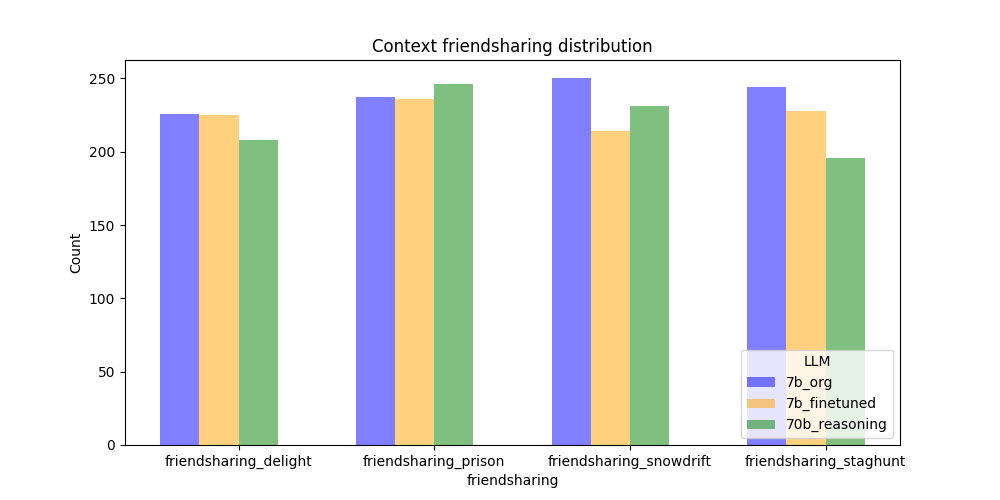 Context friendsharing distribution
Count
250
200
150
100
50
0
friendsharing_delight
friendsharing_prison
friendsharing_snowdrift
friendsharing_staghunt
friendsharing
LLM
7b_org
7b_finetuned
70b_reasoning